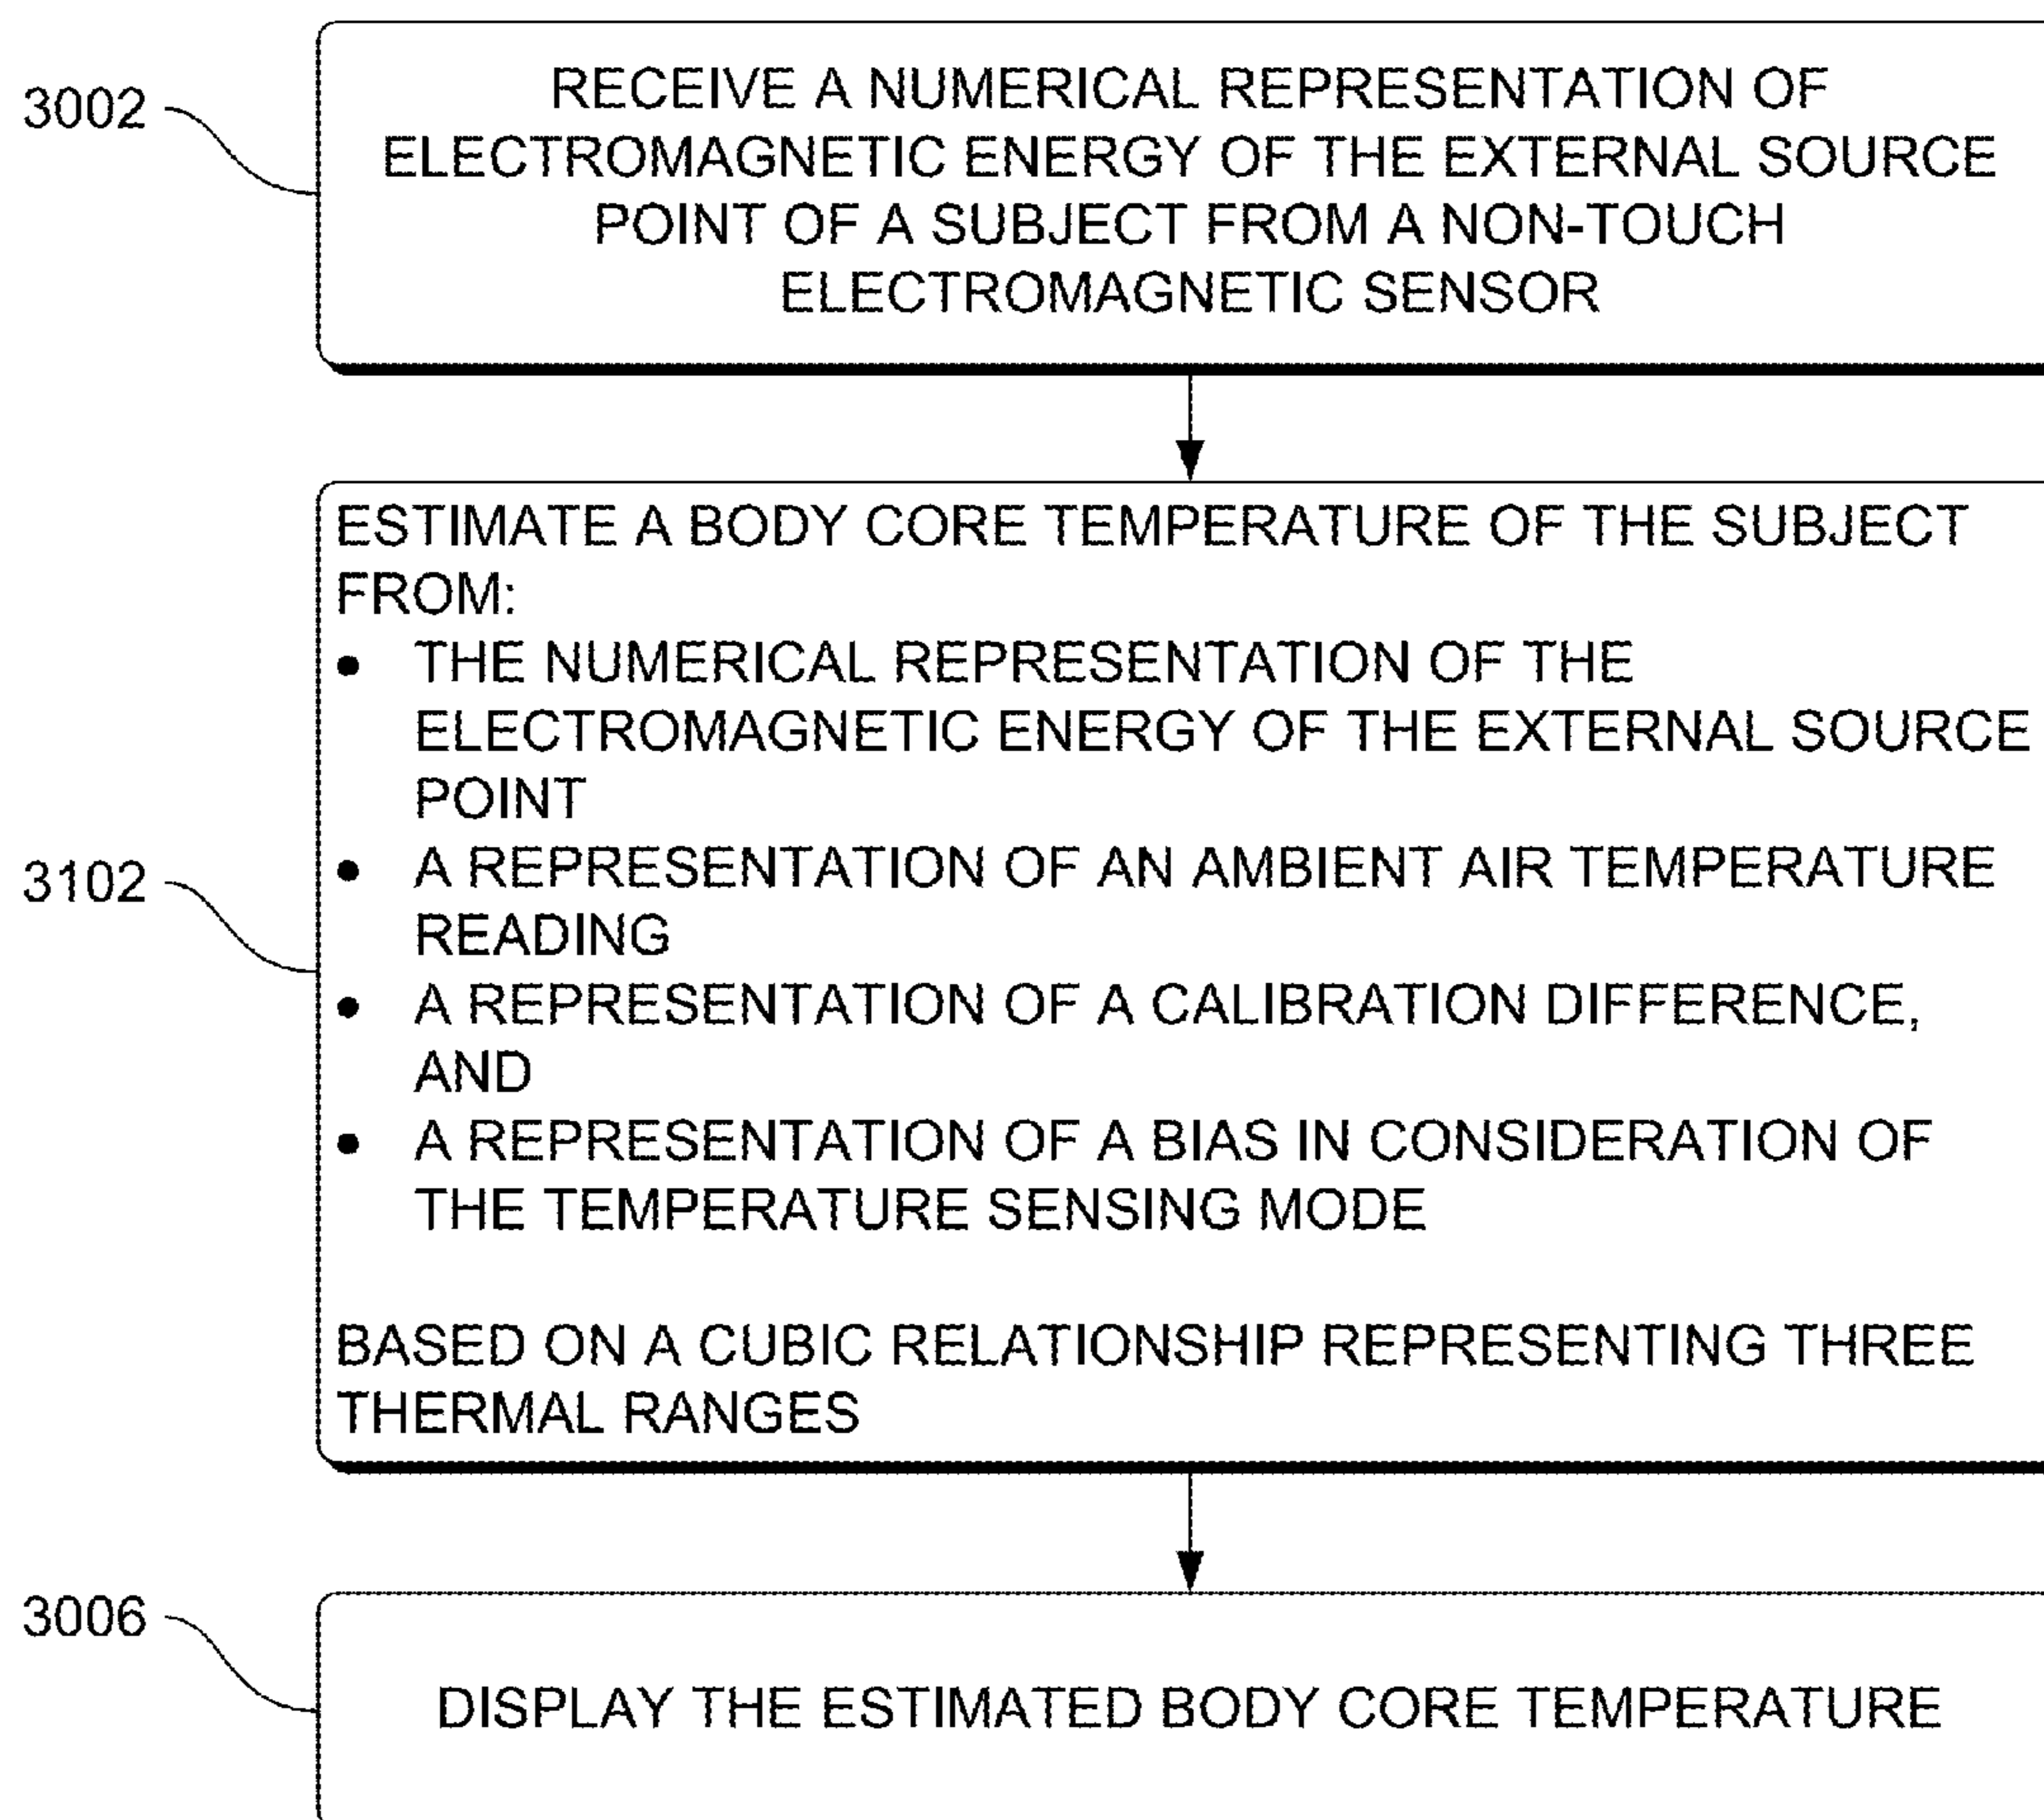 3002
RECEIVE A NUMERICAL REPRESENTATION OF
ELECTROMAGNETIC ENERGY OF THE EXTERNAL SOURCE
POINT OF A SUBJECT FROM A NON-TOUCH
ELECTROMAGNETIC SENSOR
3102
ESTIMATE A BODY CORE TEMPERATURE OF THE SUBJECT
FROM:
• THE NUMERICAL REPRESENTATION OF THE
ELECTROMAGNETIC ENERGY OF THE EXTERNAL SOURCE
POINT
• A REPRESENTATION OF AN AMBIENT AIR TEMPERATURE
READING
• A REPRESENTATION OF A CALIBRATION DIFFERENCE,
AND
• A REPRESENTATION OF A BIAS IN CONSIDERATION OF
THE TEMPERATURE SENSING MODE
BASED ON A CUBIC RELATIONSHIP REPRESENTING THREE
THERMAL RANGES
3006
DISPLAY THE ESTIMATED BODY CORE TEMPERATURE